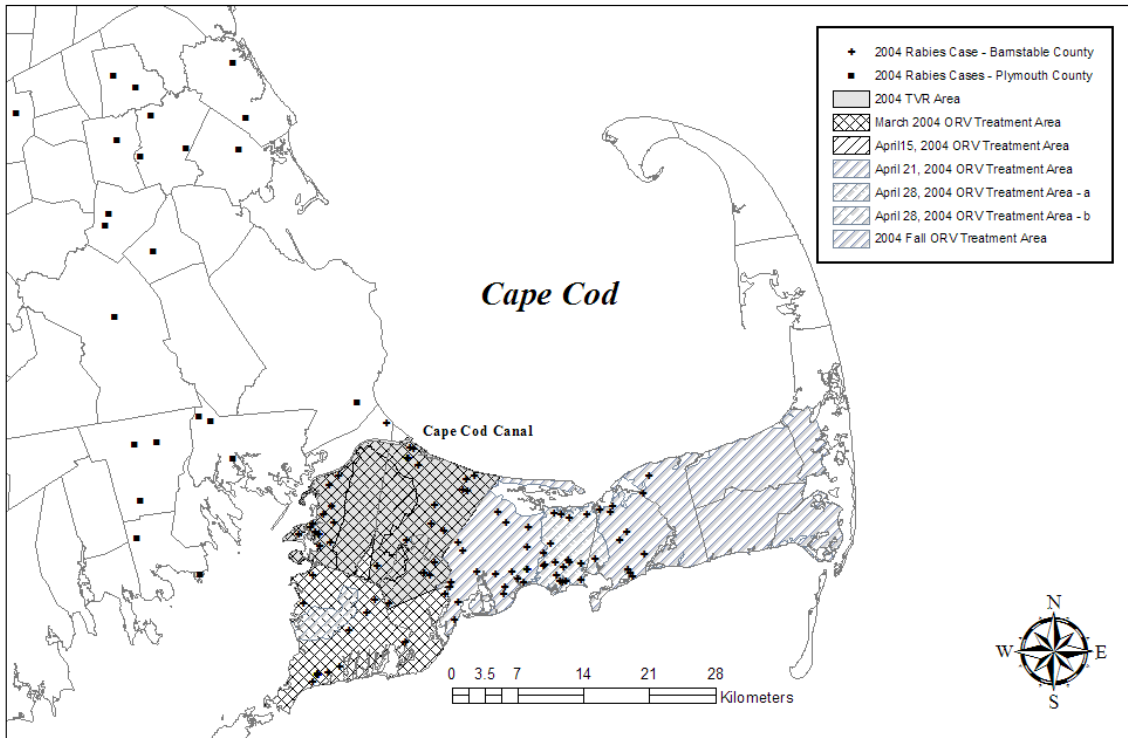 2004 Rabies Case - Barnstable County
2004 Rabies Cases - Plymouth County
2004 TVR Area
March 2004 ORV Treatment Area
April15, 2004 ORV Treatment Area
April 21, 2004 ORV Treatment Area
April 28, 2004 ORV Treatment Area - a
April 28, 2004 ORV Treatment Area - b
2004 Fall ORV Treatment Area
Cape Cod
Cape Cod Canal
N
W E
S
0 3.5 7 14 21 28
Kilometers